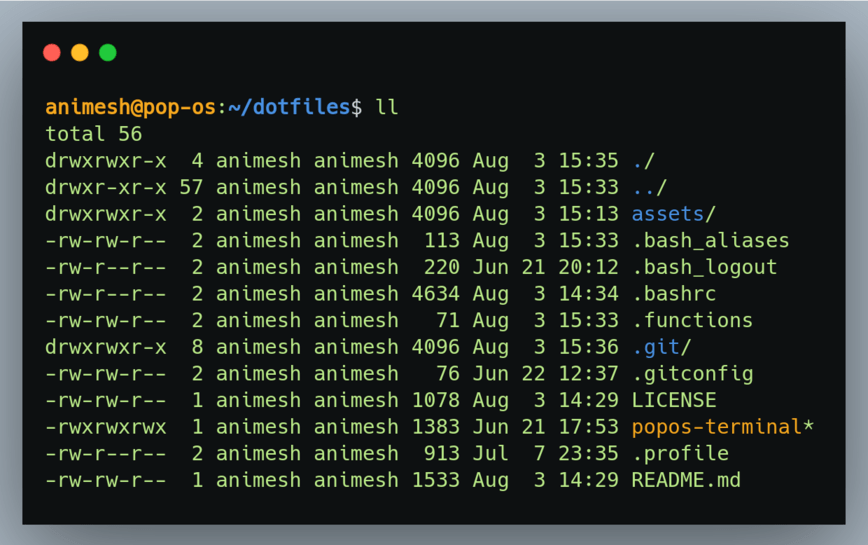 animesh@pop-os:~/dotfiles$ ll
total 56
drwxrwxr-x  4 animesh animesh 4096 Aug  3 15:35 ./
drwxr-xr-x 57 animesh animesh 4096 Aug  3 15:33 ../
drwxrwxr-x  2 animesh animesh 4096 Aug  3 15:13 assets/
-rw-rw-r--  2 animesh animesh  113 Aug  3 15:33 .bash_aliases
-rw-r--r--  2 animesh animesh  220 Jun 21 20:12 .bash_logout
-rw-r--r--  2 animesh animesh 4634 Aug  3 14:34 .bashrc
-rw-rw-r--  2 animesh animesh   71 Aug  3 15:33 .functions
drwxrwxr-x  8 animesh animesh 4096 Aug  3 15:36 .git/
-rw-rw-r--  2 animesh animesh   76 Jun 22 12:37 .gitconfig
-rw-rw-r--  1 animesh animesh 1078 Aug  3 14:29 LICENSE
-rwxrwxrwx  1 animesh animesh 1383 Jun 21 17:53 popos-terminal*
-rw-r--r--  2 animesh animesh  913 Jul  7 23:35 .profile
-rw-rw-r--  1 animesh animesh 1533 Aug  3 14:29 README.md